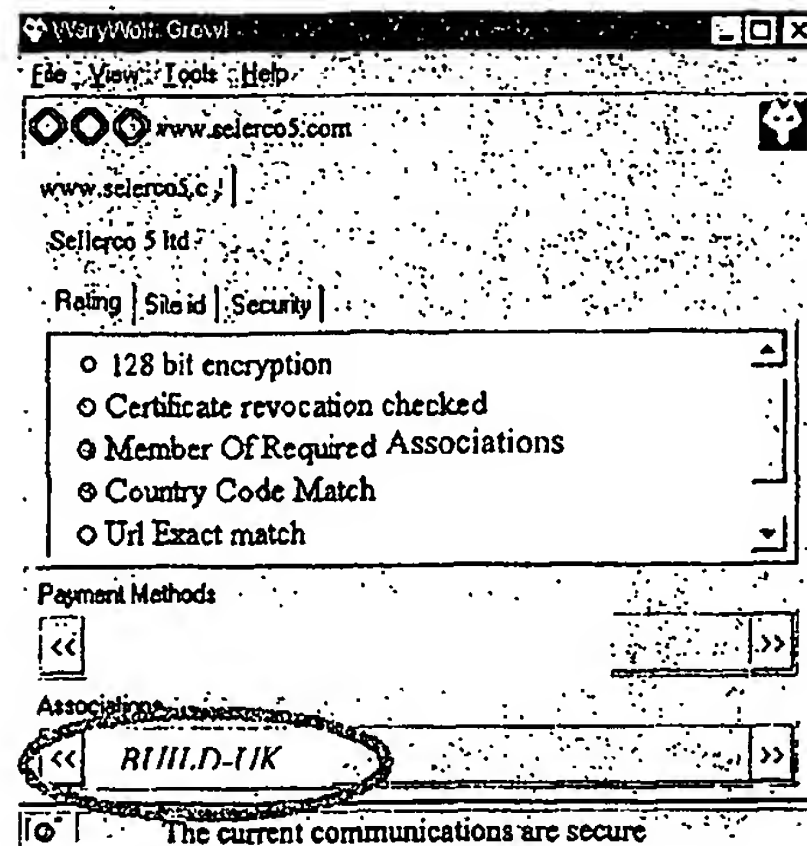 WaryWolf: Growl
File View Tools Help
www.selerco5.com
www.selerco5.c
Sellerco 5 ltd
Rating Site id Security
128 bit encryption
Certificate revocation checked
Member Of Required Associations
Country Code Match
Url Exact match
Payment Methods
<< >>
Associations
<< BUILD-UK >>
The current communications are secure